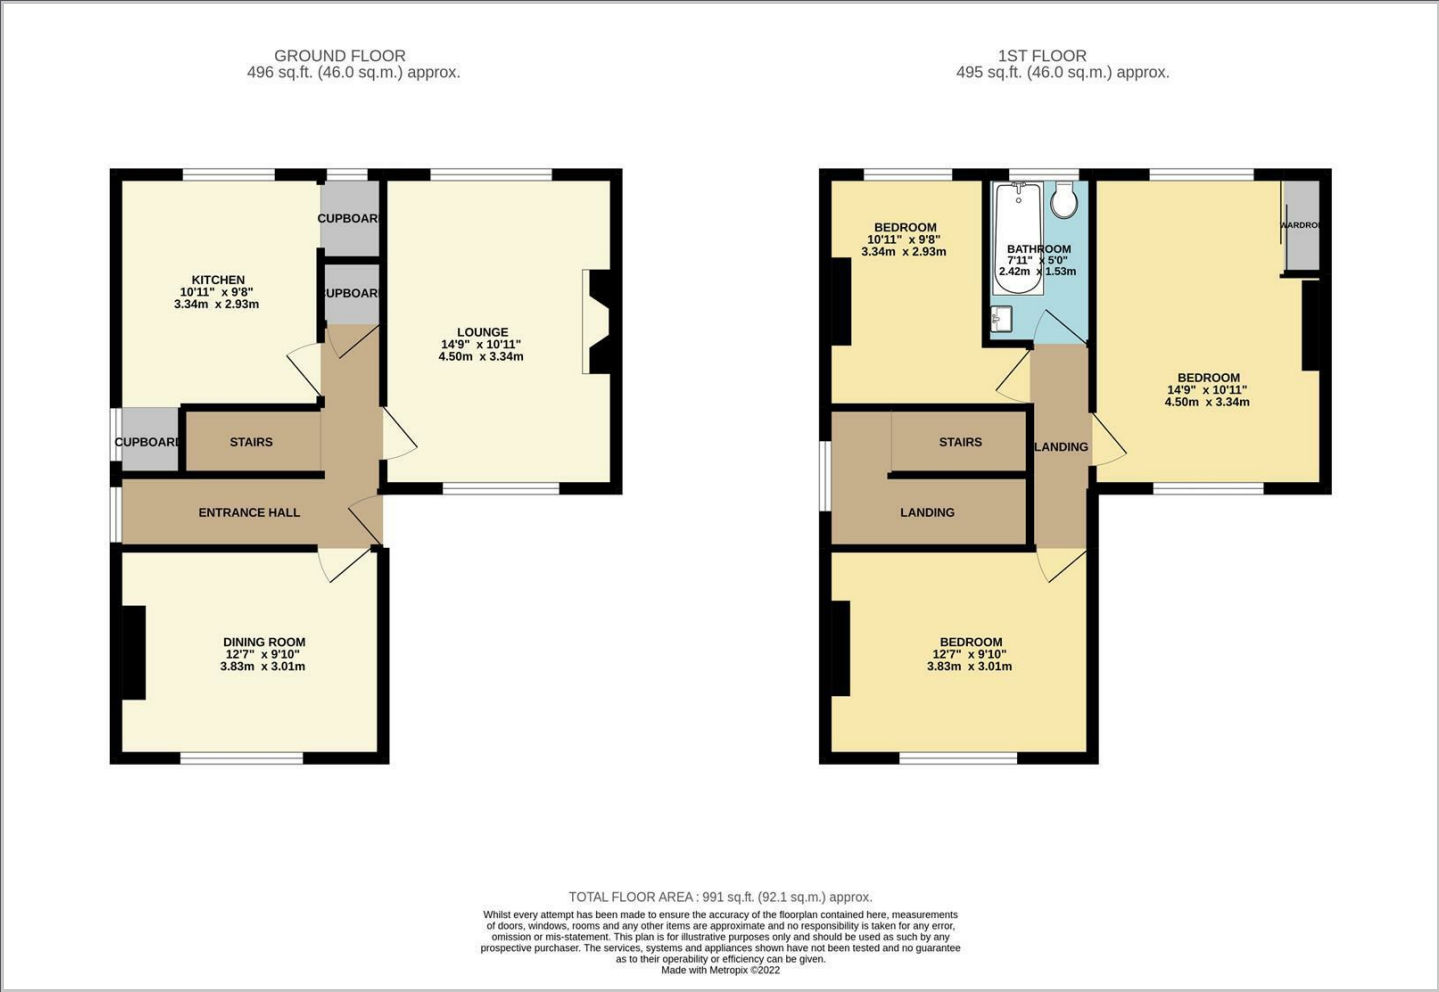 GROUND FLOOR
496 sq.ft. (46.0 sq.m.) approx.
CUPBOARD
CUPBOARD
KITCHEN
10'11" x 9'8"
3.34m x 2.93m
LOUNGE
14'9" x 10'11"
4.50m x 3.34m
CUPBOARD
STAIRS
ENTRANCE HALL
DINING ROOM
12'7" x 9'10"
3.83m x 3.01m
1ST FLOOR
495 sq.ft. (46.0 sq.m.) approx.
BEDROOM
10'11" x 9'8"
3.34m x 2.93m
BATHROOM
7'11" x 5'0"
2.42m x 1.53m
WARDROB
BEDROOM
14'9" x 10'11"
4.50m x 3.34m
STAIRS
LANDING
LANDING
BEDROOM
12'7" x 9'10"
3.83m x 3.01m
TOTAL FLOOR AREA : 991 sq.ft. (92.1 sq.m.) approx.
Whilst every attempt has been made to ensure the accuracy of the floorplan contained here, measurements
of doors, windows, rooms and any other items are approximate and no responsibility is taken for any error,
omission or mis-statement. This plan is for illustrative purposes only and should be used as such by any
prospective purchaser. The services, systems and appliances shown have not been tested and no guarantee
as to their operability or efficiency can be given.
Made with Metropix ©2022